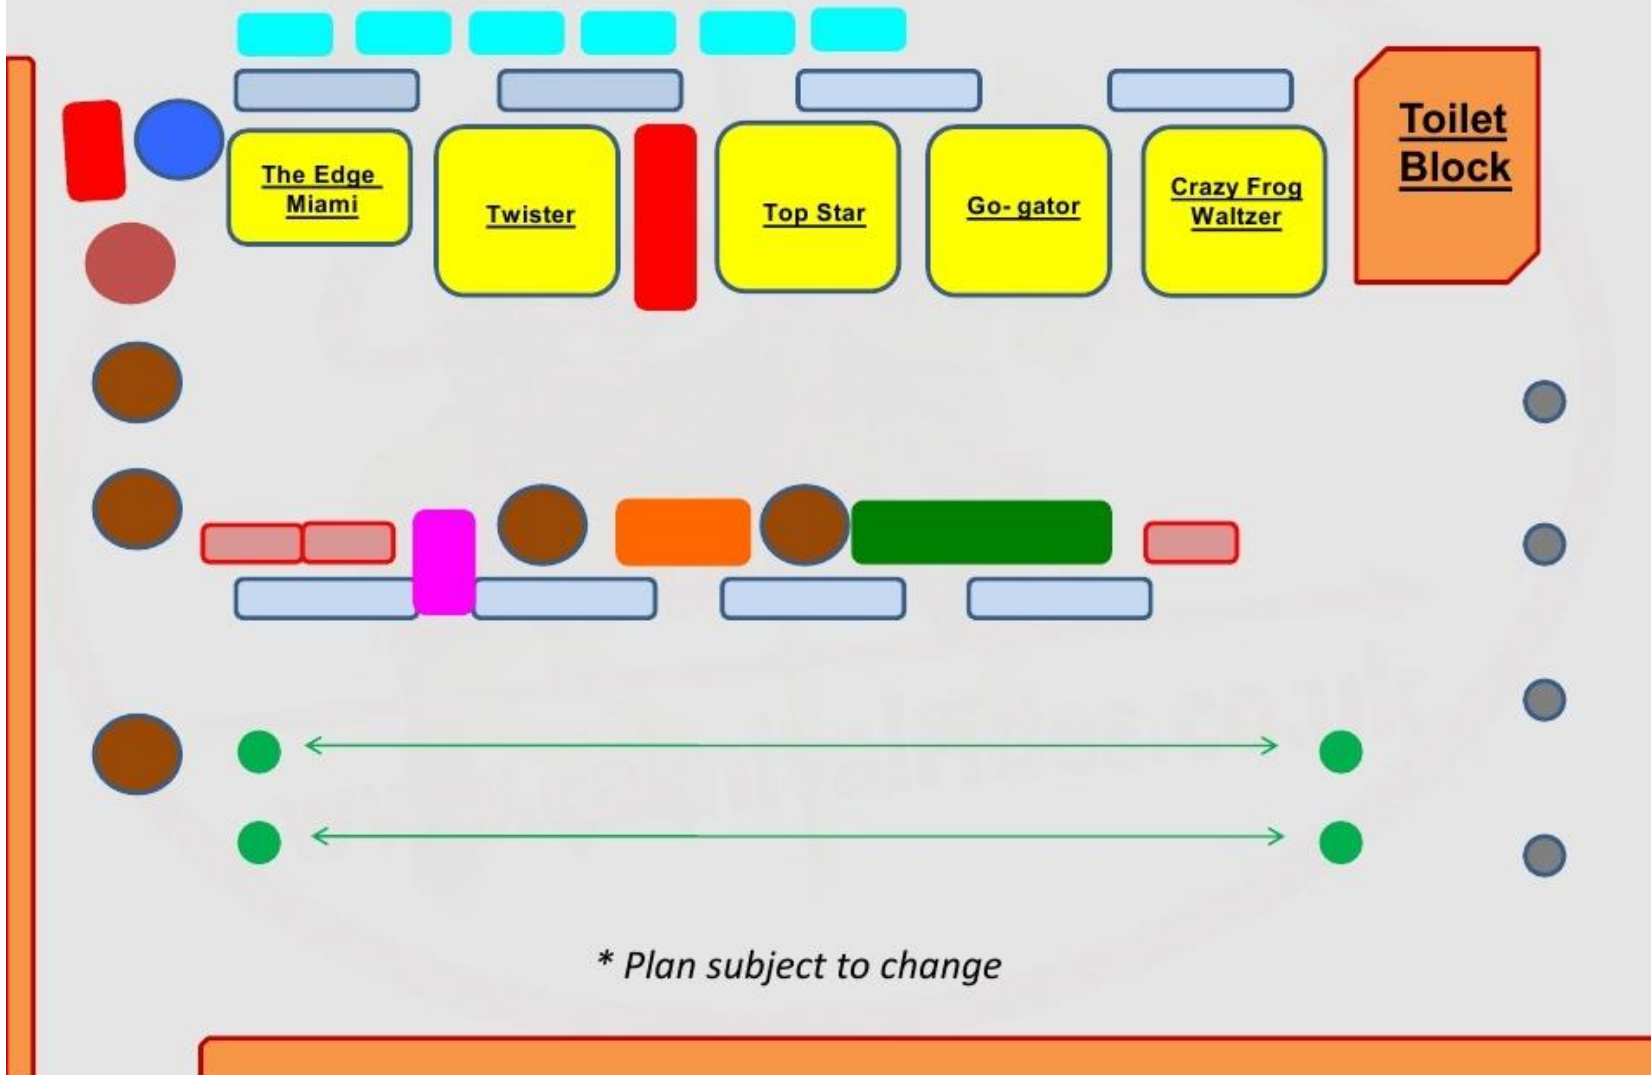 The Edge
Miami
Twister
Top Star
Go- gator
Crazy Frog
Waltzer
Toilet
Block
* Plan subject to change